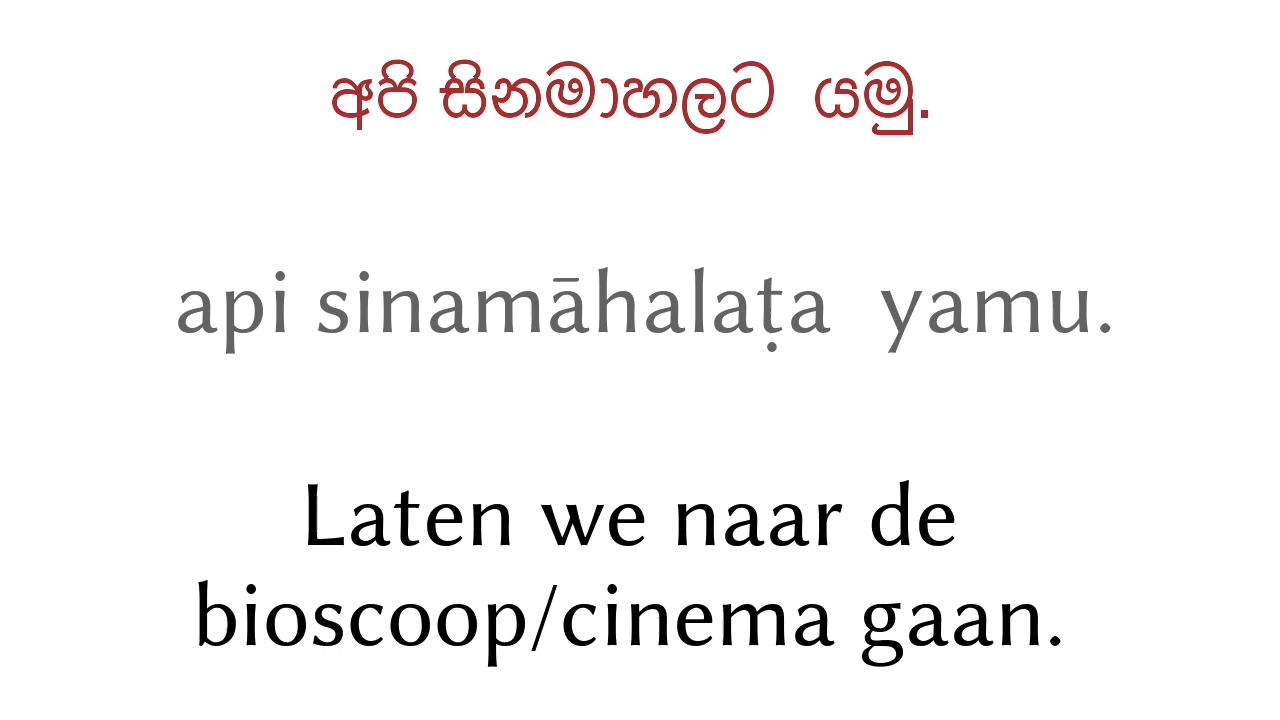 අපි සිනමාහලට  යමු.
api sinamāhalaṭa  yamu.
Laten we naar de
bioscoop/cinema gaan.